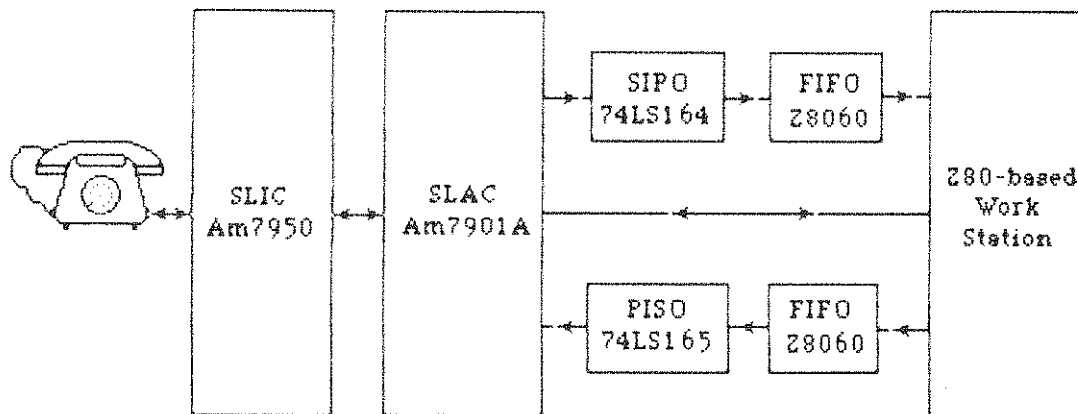 SLIC
Am7950
SLAC
Am7901A
SIPO
74LS164
FIFO
Z8060
PISO
74LS165
FIFO
Z8060
Z80-based
Work
Station